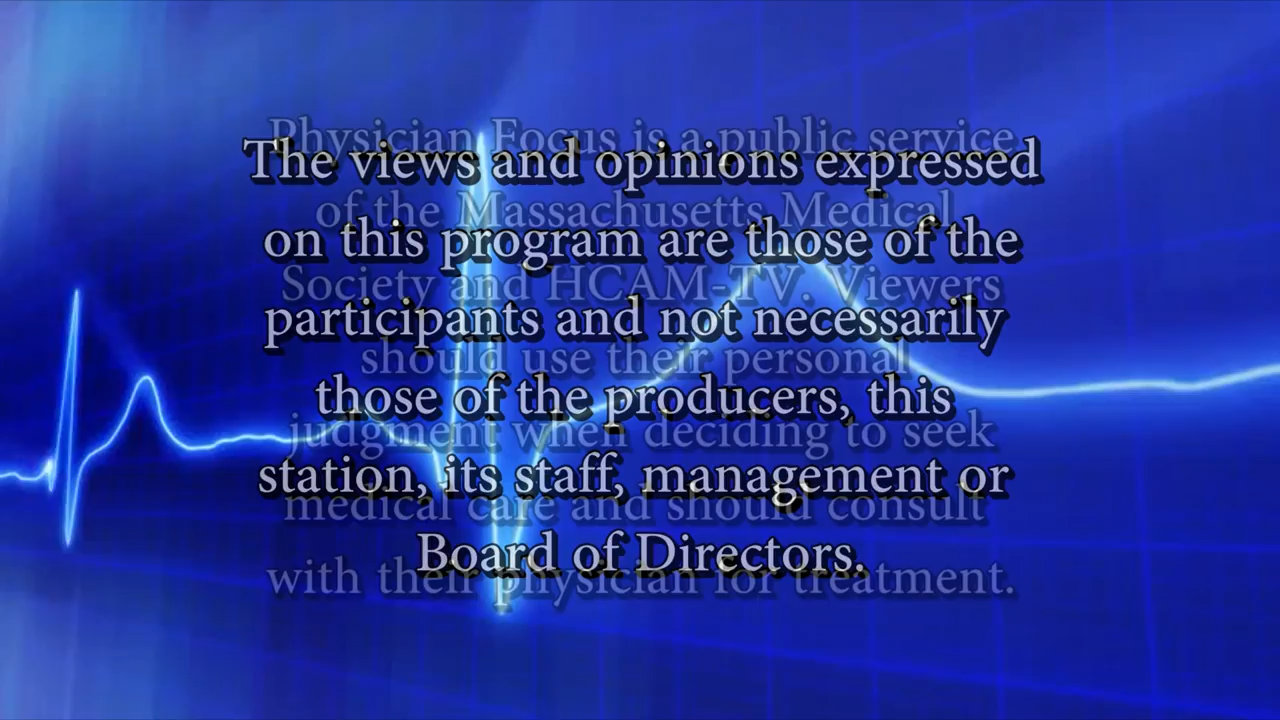 The views and opinions expressed
on this program are those of the
participants and not necessarily
those of the producers, this
station, its staff, management or
Board of Directors.
Physician Focus is a public service
of the Massachusetts Medical
Society and HCAM-TV. Viewers
should use their personal
judgment when deciding to seek
medical care and should consult
with their physician for treatment.